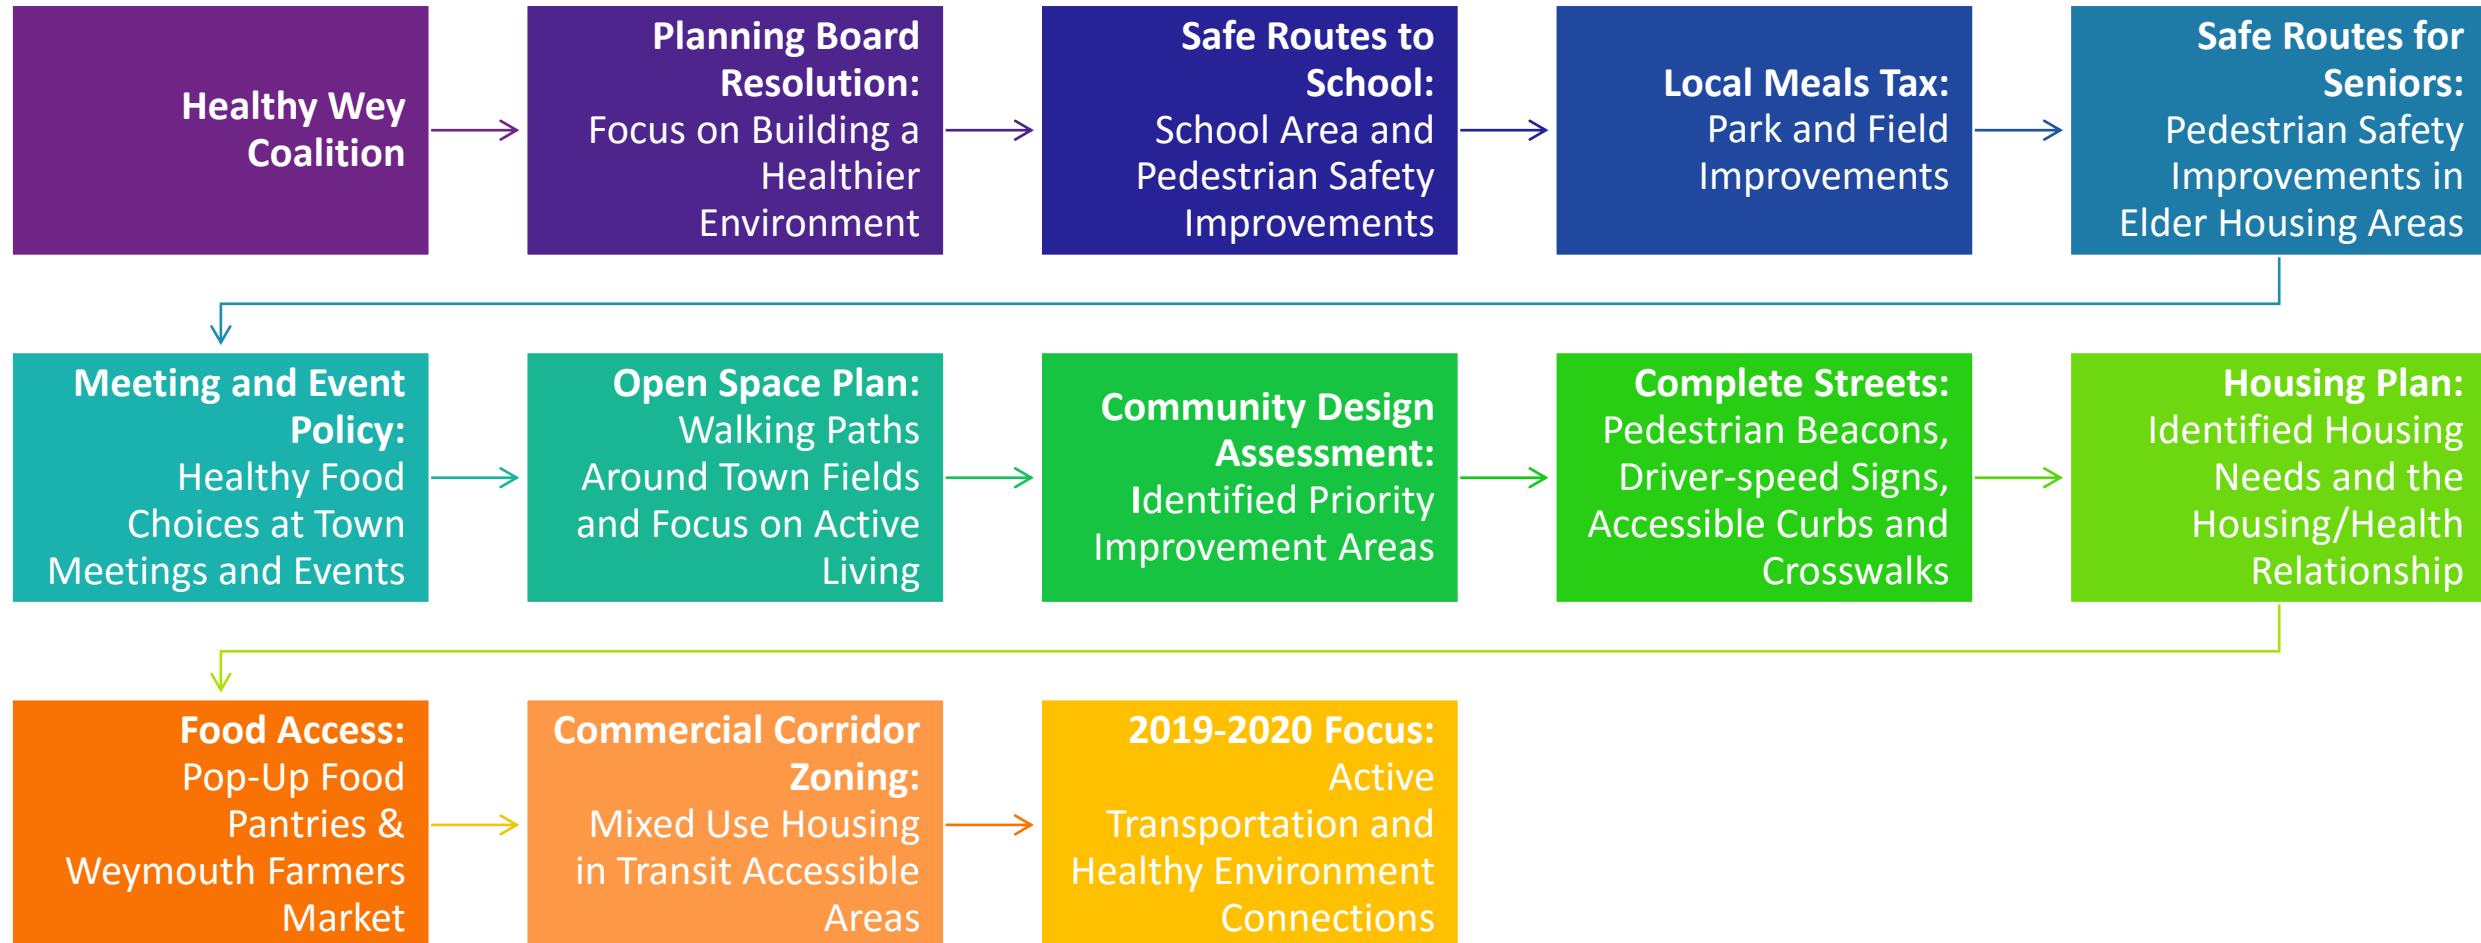 Healthy Wey
Coalition
Planning Board
Resolution:
Focus on Building a
Healthier
Environment
Safe Routes to
School:
School Area and
Pedestrian Safety
Improvements
Local Meals Tax:
Park and Field
Improvements
Safe Routes for
Seniors:
Pedestrian Safety
Improvements in
Elder Housing Areas
Meeting and Event
Policy:
Healthy Food
Choices at Town
Meetings and Events
Open Space Plan:
Walking Paths
Around Town Fields
and Focus on Active
Living
Community Design
Assessment:
Identified Priority
Improvement Areas
Complete Streets:
Pedestrian Beacons,
Driver-speed Signs,
Accessible Curbs and
Crosswalks
Housing Plan:
Identified Housing
Needs and the
Housing/Health
Relationship
Food Access:
Pop-Up Food
Pantries &
Weymouth Farmers
Market
Commercial Corridor
Zoning:
Mixed Use Housing
in Transit Accessible
Areas
2019-2020 Focus:
Active
Transportation and
Healthy Environment
Connections